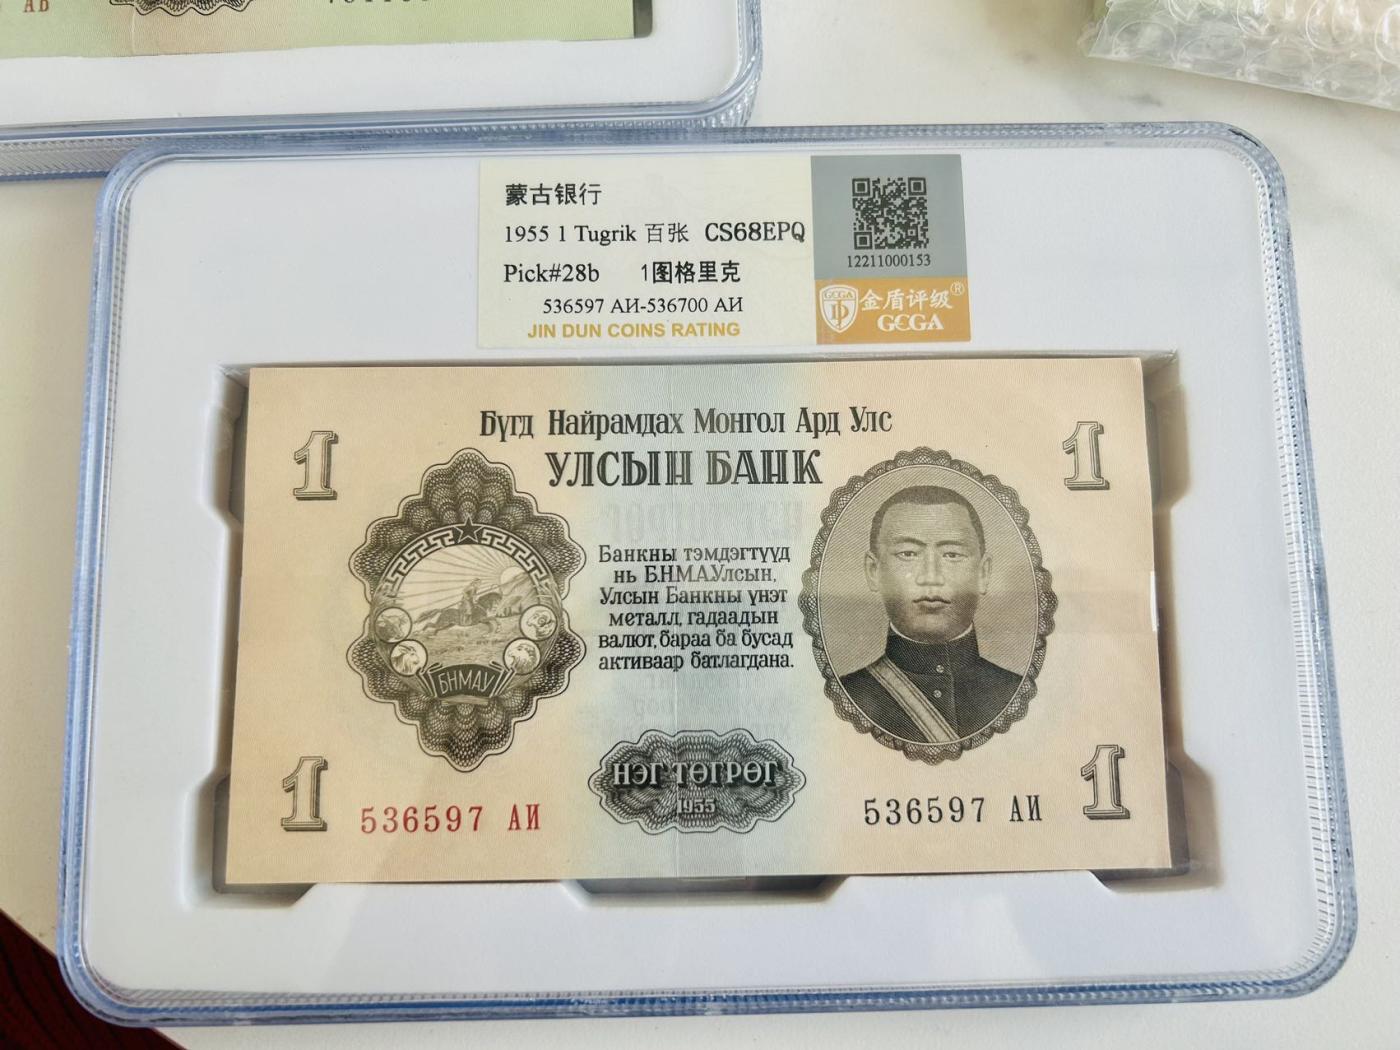 АВ
蒙古银行
1955 1 Tugrik 百张 CS68EPQ
Pick#28b 1图格里克
536597 АИ-536700 АИ
JIN DUN COINS RATING
12211000153
GCGA
金盾评级®
GCGA
Бүгд Найрамдах Монгол Ард Улс
УЛСЫН БАНК
1
1
Банкны тэмдэгтүүд
нь Б.Н.М.А.Улсын,
Улсын Банкны үнэт
металл, гадаадын
валют, бараа ба бусад
активаар батлагдана.
БНМАУ
НЭГ ТӨГРӨГ
1955
1
536597 АИ
536597 АИ
1